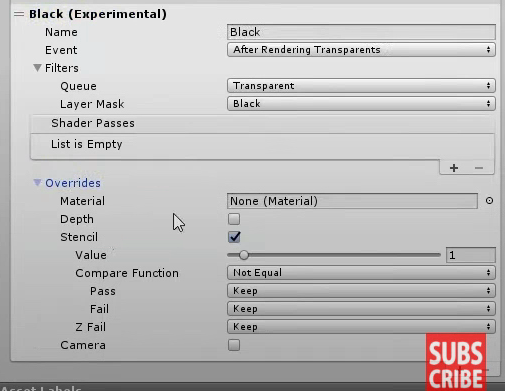 Black (Experimental)
Name Black
Event After Rendering Transparents
Filters
Queue Transparent
Layer Mask Black
Shader Passes
List is Empty
Overrides
Material None (Material)
Depth
Stencil
Value 1
Compare Function Not Equal
Pass Keep
Fail Keep
Z Fail Keep
Camera
SUBS
CRIBE
Asset Labels